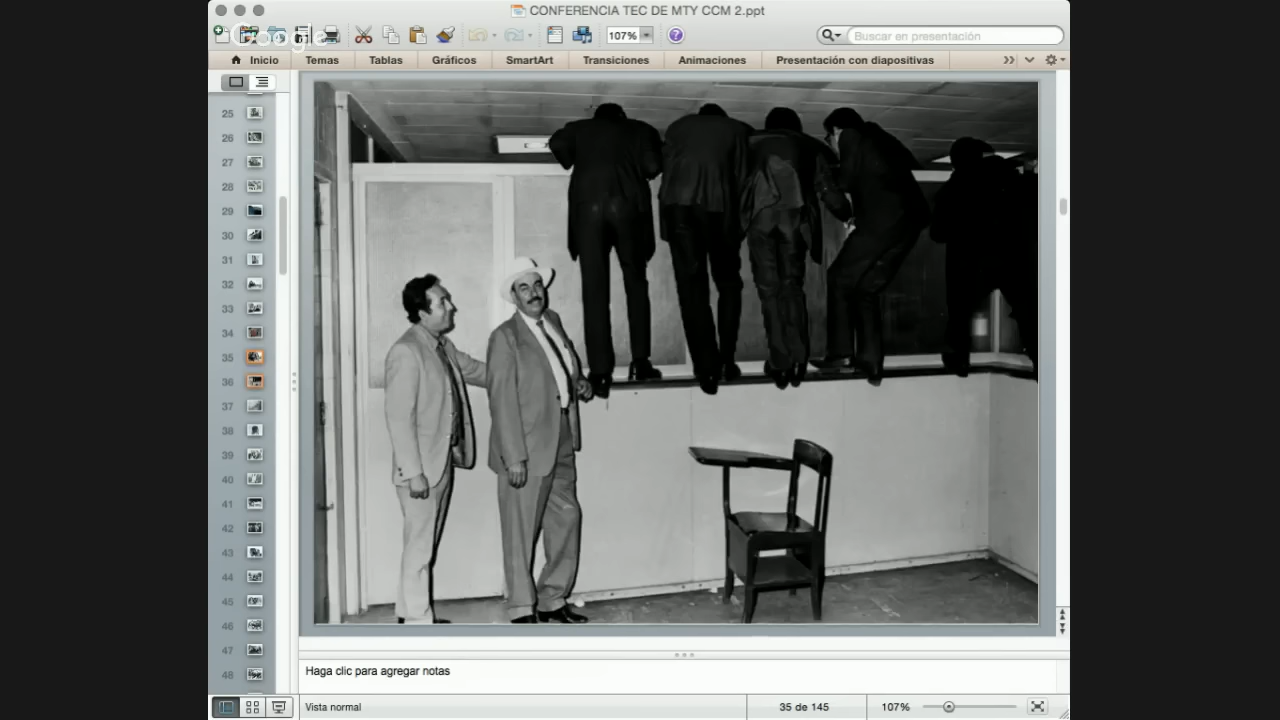 CONFERENCIA TEC DE MTY CCM 2.ppt
Google
107%
Buscar en presentación
Inicio
Temas
Tablas
Gráficos
SmartArt
Transiciones
Animaciones
Presentación con diapositivas
25
26
27
28
29
30
31
32
33
34
35
36
37
38
39
40
41
42
43
44
45
46
47
48
Haga clic para agregar notas
Vista normal
35 de 145
107%